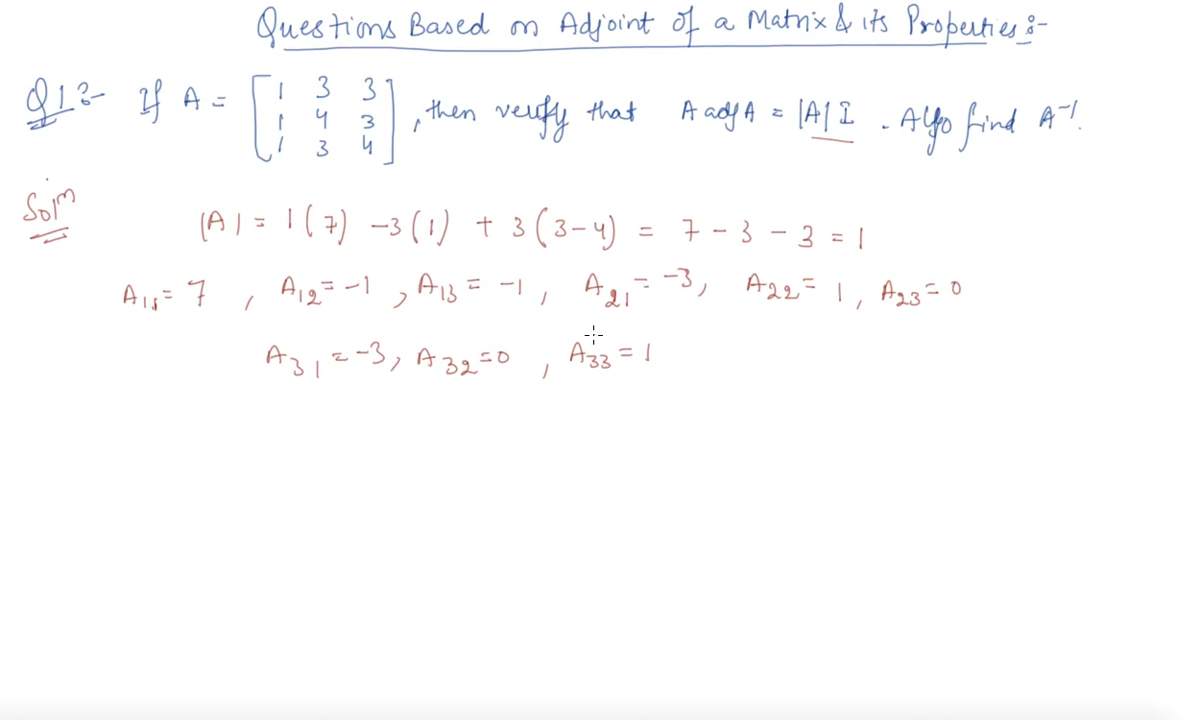 Questions Based on Adjoint of a Matrix & its Properties :-
Q1:- If A = [1 3 3
1 4 3
1 3 4], then verify that A adj A = |A| I . Also find A⁻¹.
Solⁿ
|A| = 1(7) -3(1) + 3(3-4) = 7 - 3 - 3 = 1
A₁₁ = 7 , A₁₂ = -1 , A₁₃ = -1 , A₂₁ = -3, A₂₂ = 1 , A₂₃ = 0
A₃₁ = -3, A₃₂ = 0 , A₃₃ = 1